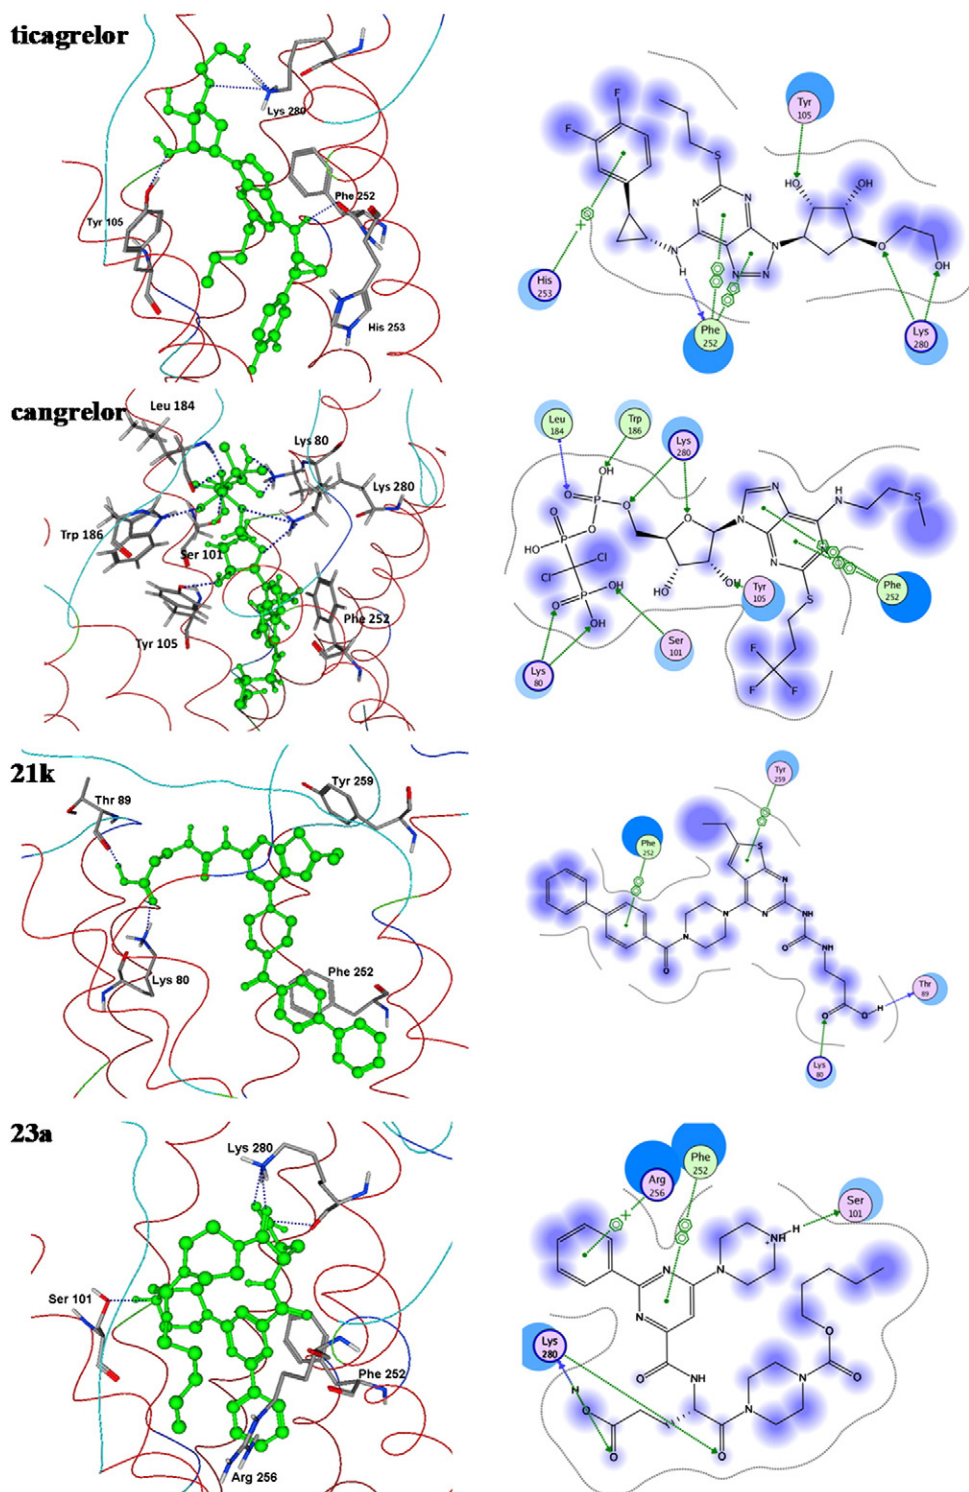 ticagrelor
Lys 280
Phe 252
Tyr 105
His 253
F
F
S
N
N
N
N
N
N
H
HO
OH
O
OH
Tyr
105
His
253
Phe
252
Lys
280
cangrelor
Leu 184
Lys 80
Lys 280
Trp 186
Ser 101
Tyr 105
Phe 252
Leu
184
Trp
186
Lys
280
OH
O
P
O
O
P
HO
O
Cl
Cl
P
O
OH
OH
O
HO
OH
N
N
N
N
HN
S
S
F
F
F
Tyr
105
Phe
252
Ser
101
Lys
80
21k
Thr 89
Tyr 259
Lys 80
Phe 252
Tyr
259
Phe
252
S
N
N
N
N
O
NH
O
NH
O
O
H
Thr
89
Lys
80
23a
Lys 280
Ser 101
Phe 252
Arg 256
Arg
256
Phe
252
Ser
101
NH
+
H
N
N
N
O
NH
Lys
280
H
O
O
O
N
N
O
O